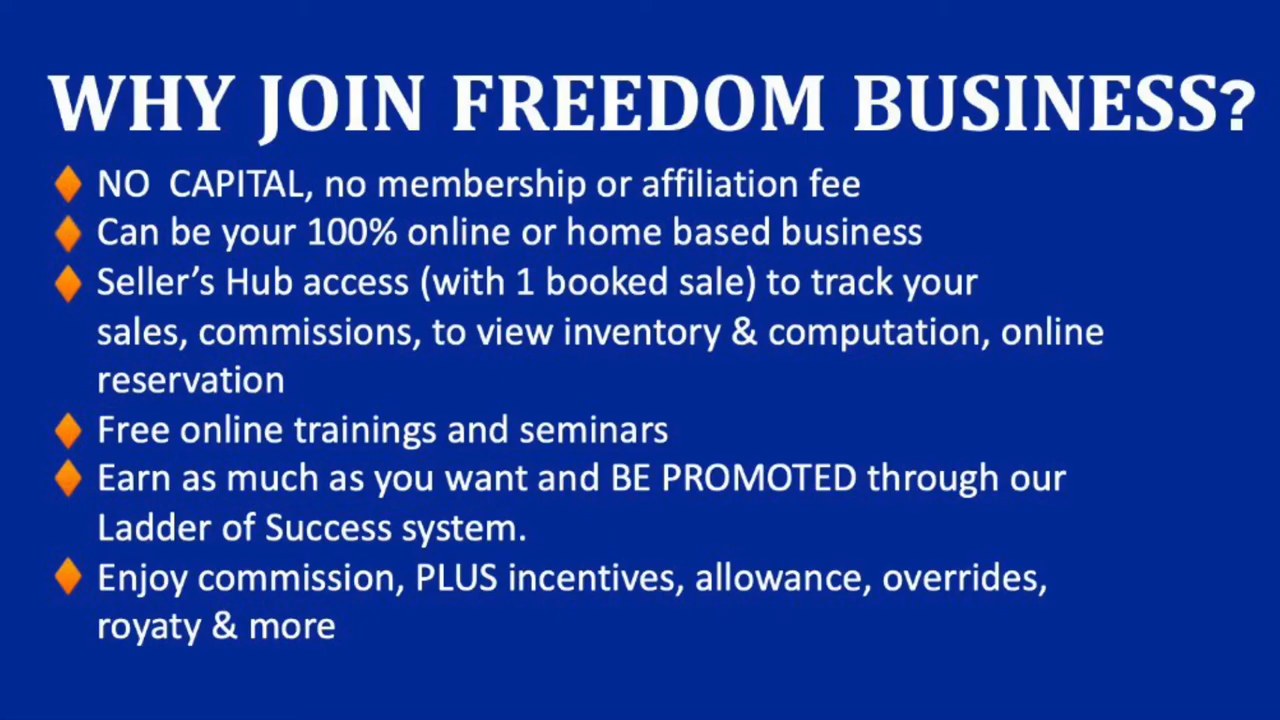 WHY JOIN FREEDOM BUSINESS?
NO CAPITAL, no membership or affiliation fee
Can be your 100% online or home based business
Seller’s Hub access (with 1 booked sale) to track your
sales, commissions, to view inventory & computation, online
reservation
Free online trainings and seminars
Earn as much as you want and BE PROMOTED through our
Ladder of Success system.
Enjoy commission, PLUS incentives, allowance, overrides,
royaty & more